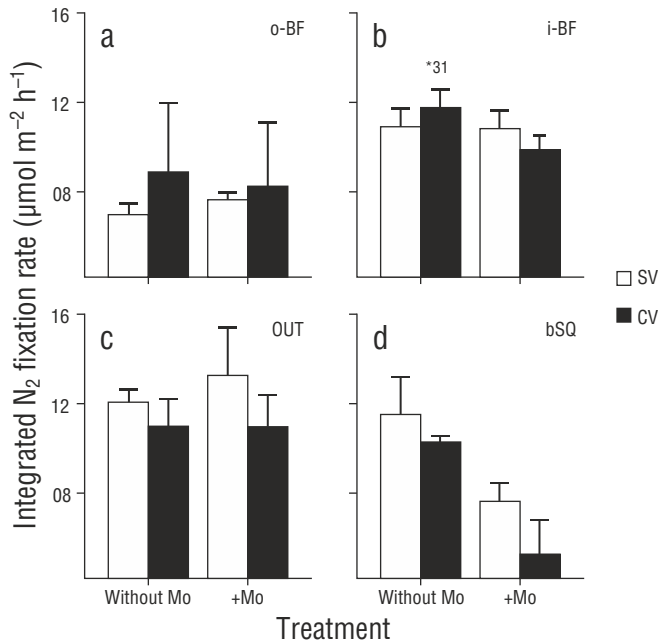 Integrated N₂ fixation rate (µmol m⁻² h⁻¹)
16
a
o-BF
12
08
b
i-BF
*31
SV
CV
16
c
OUT
12
08
d
bSQ
Without Mo
+Mo
Without Mo
+Mo
Treatment